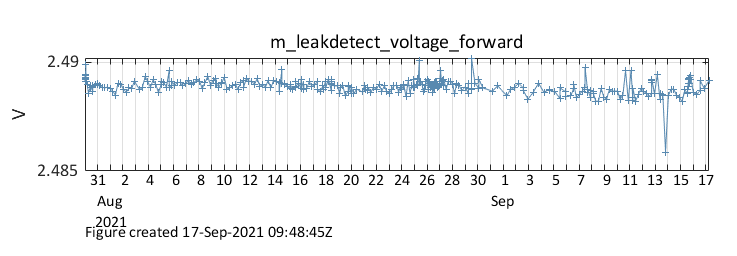 m_leakdetect_voltage_forward
2.49
V
2.485
31 2 4 6 8 10 12 14 16 18 20 22 24 26 28 30 1 3 5 7 9 11 13 15 17
Aug Sep
2021
Figure created 17-Sep-2021 09:48:45Z